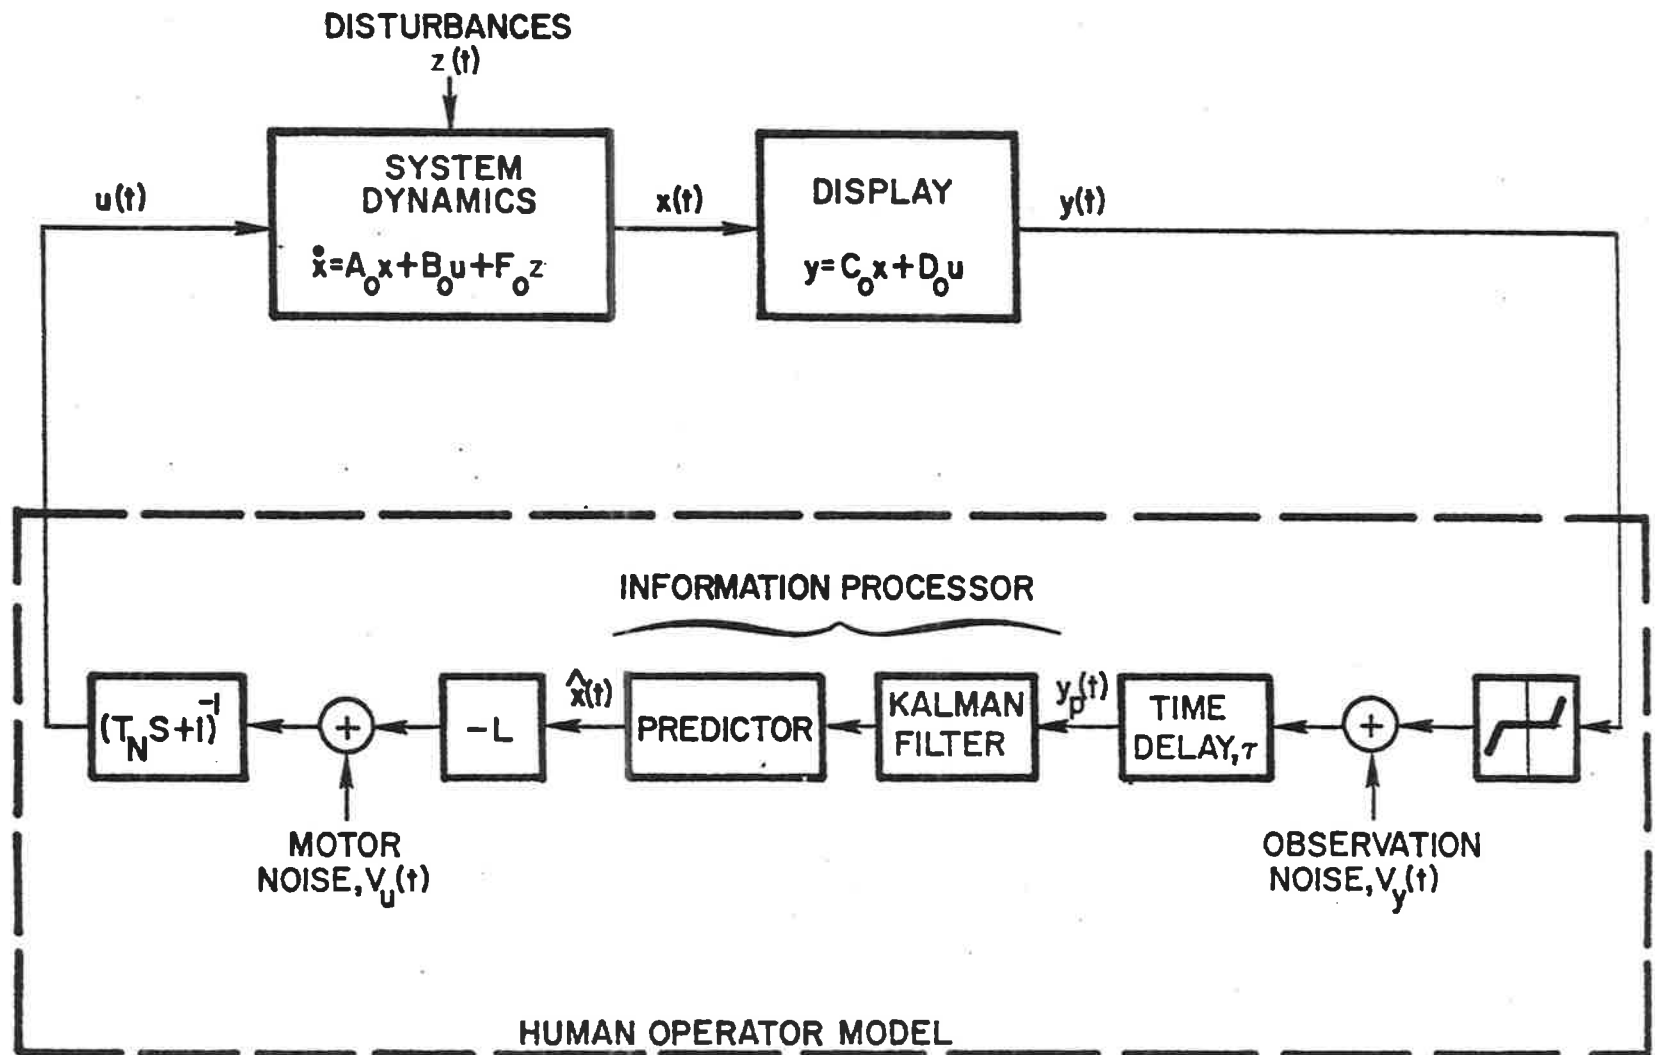 DISTURBANCES
z(t)
SYSTEM
DYNAMICS
ẋ=A₀x+B₀u+F₀z
DISPLAY
y=C₀x+D₀u
u(t)
x(t)
y(t)
INFORMATION PROCESSOR
(T_N S+1)⁻¹
+
-L
x̂(t)
PREDICTOR
KALMAN
FILTER
y_p(t)
TIME
DELAY,τ
+
MOTOR
NOISE,V_u(t)
OBSERVATION
NOISE,V_y(t)
HUMAN OPERATOR MODEL